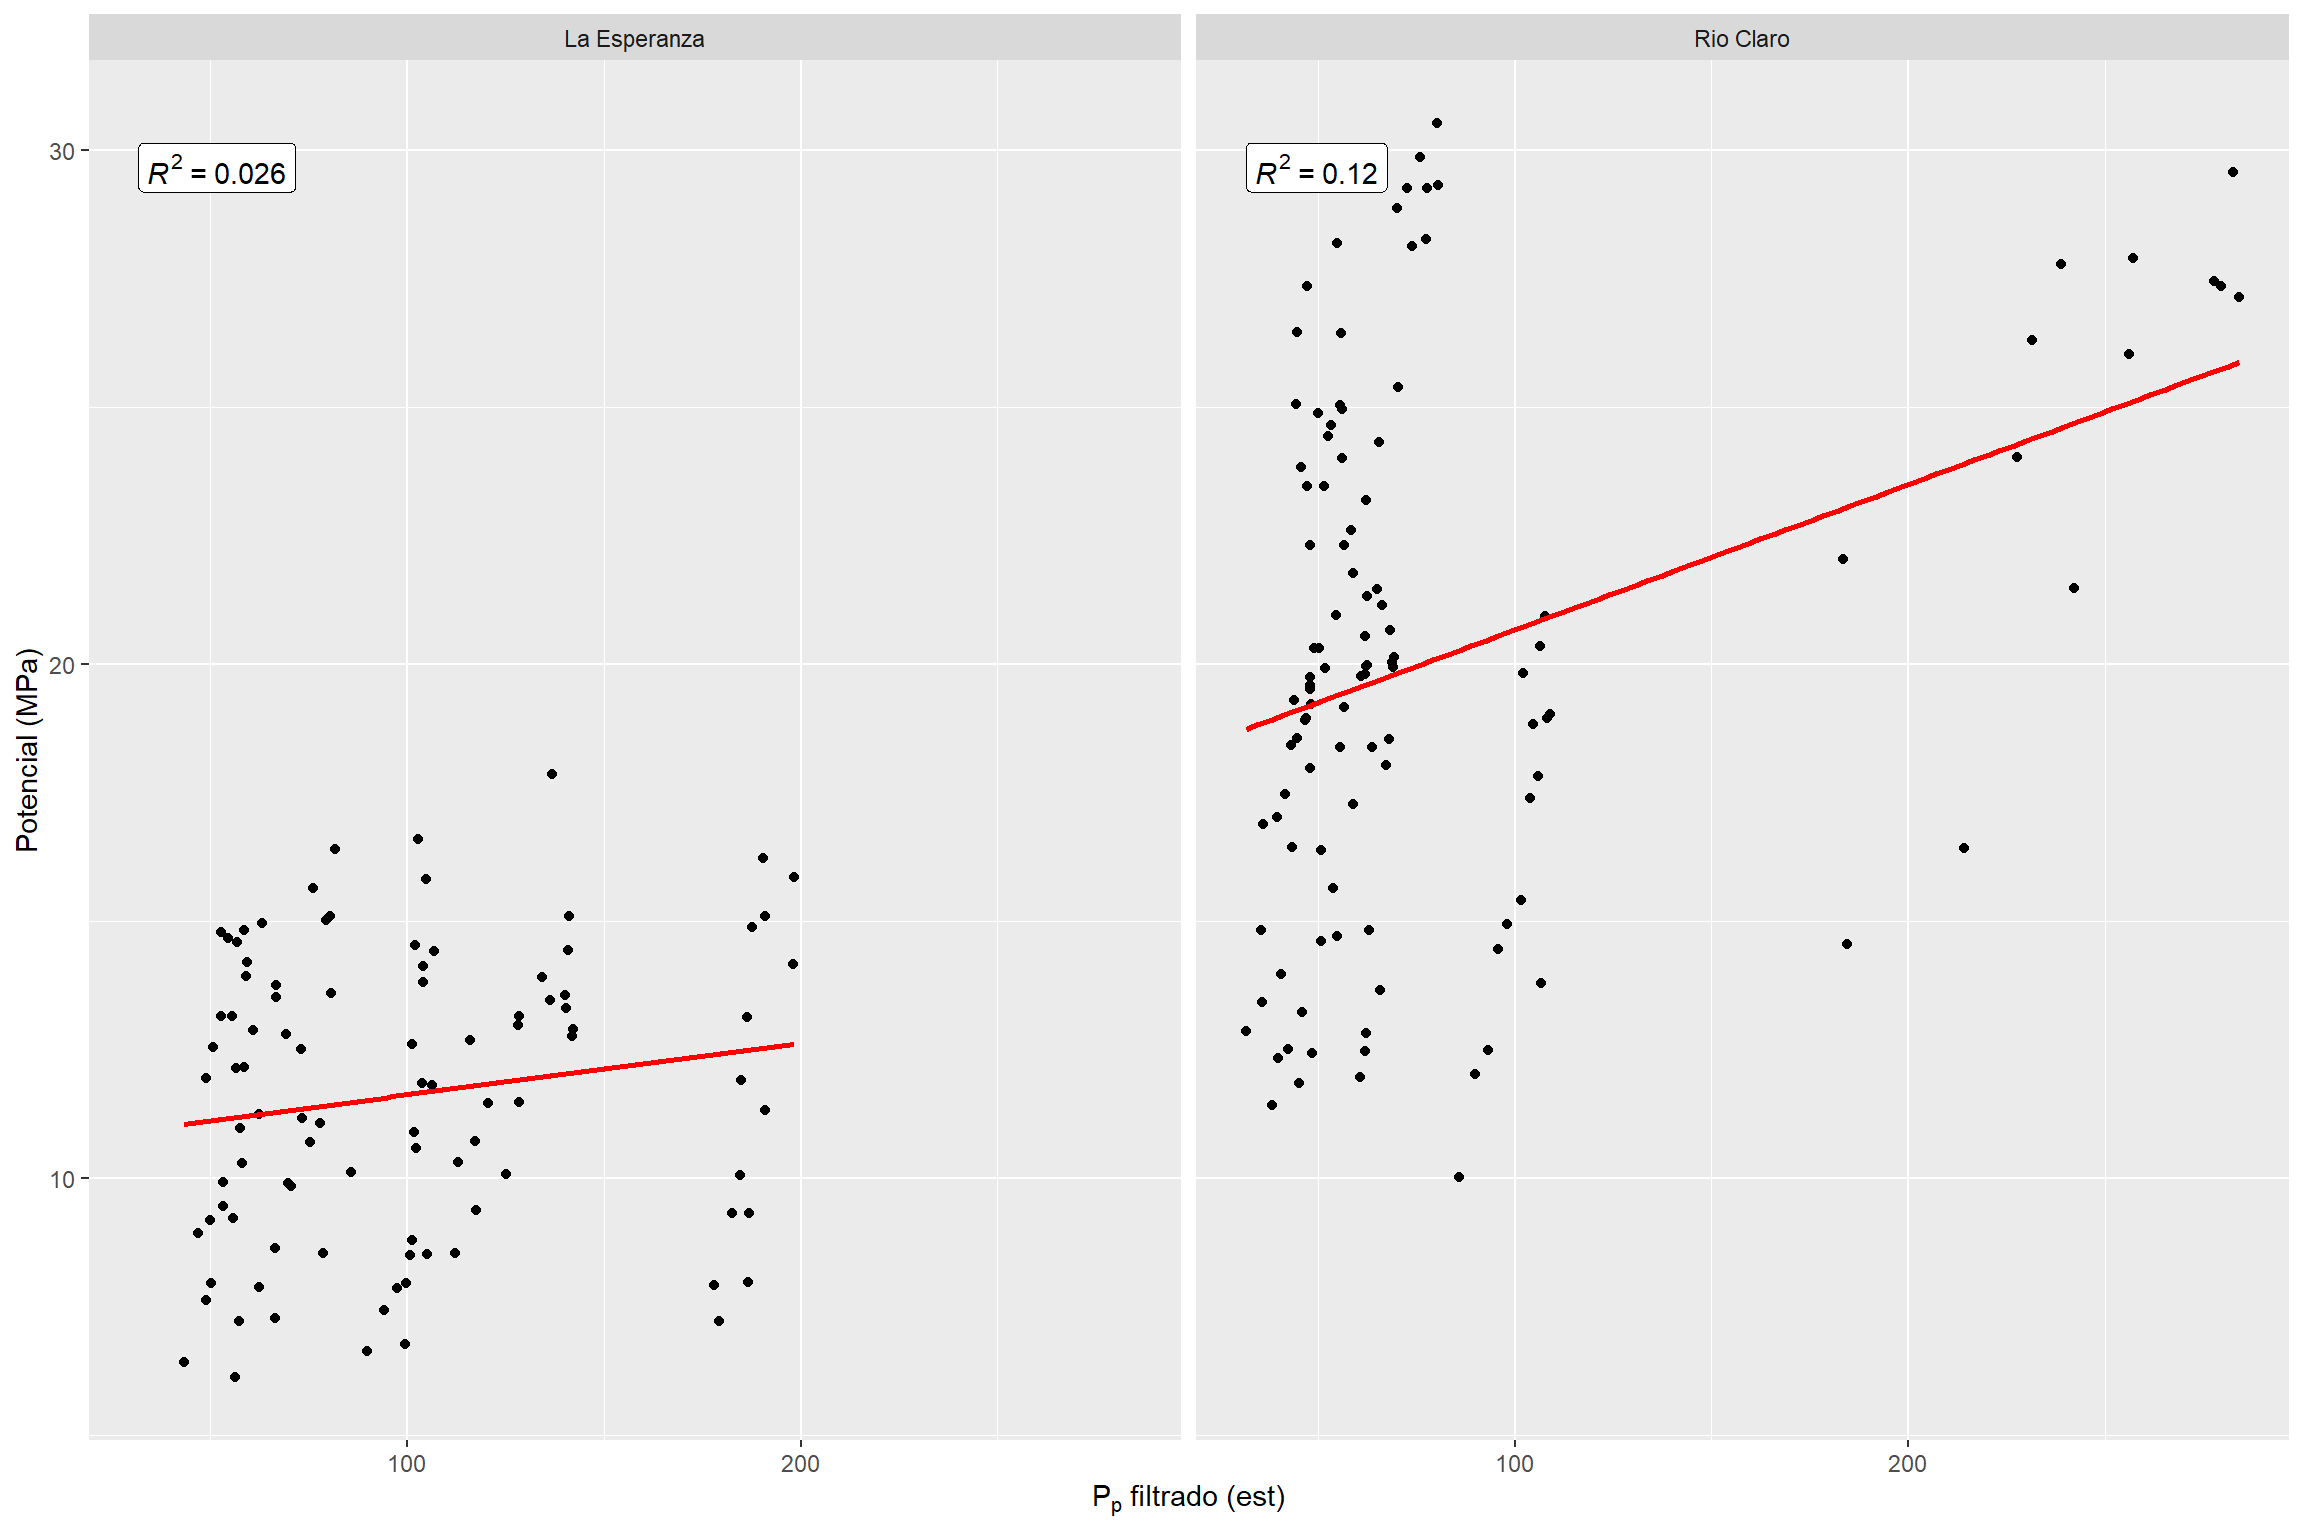 La Esperanza
Rio Claro
R² = 0.026
R² = 0.12
30
20
10
Potencial (MPa)
100
200
100
200
Pₚ filtrado (est)